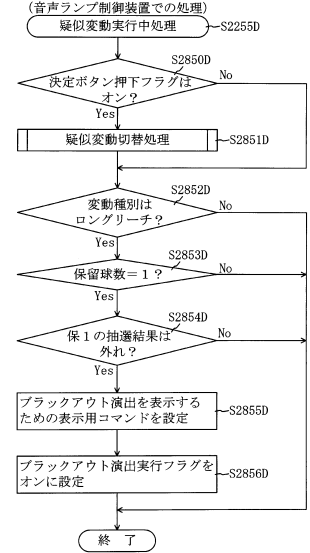 (音声ランプ制御装置での処理)
疑似変動実行中処理
S2255D
S2850D
決定ボタン押下フラグは
オン?
No
Yes
疑似変動切替処理
S2851D
S2852D
変動種別は
ロングリーチ?
No
Yes
S2853D
保留球数=1?
No
Yes
S2854D
保1の抽選結果は
外れ?
No
Yes
ブラックアウト演出を表示する
ための表示用コマンドを設定
S2855D
ブラックアウト演出実行フラグを
オンに設定
S2856D
終 了